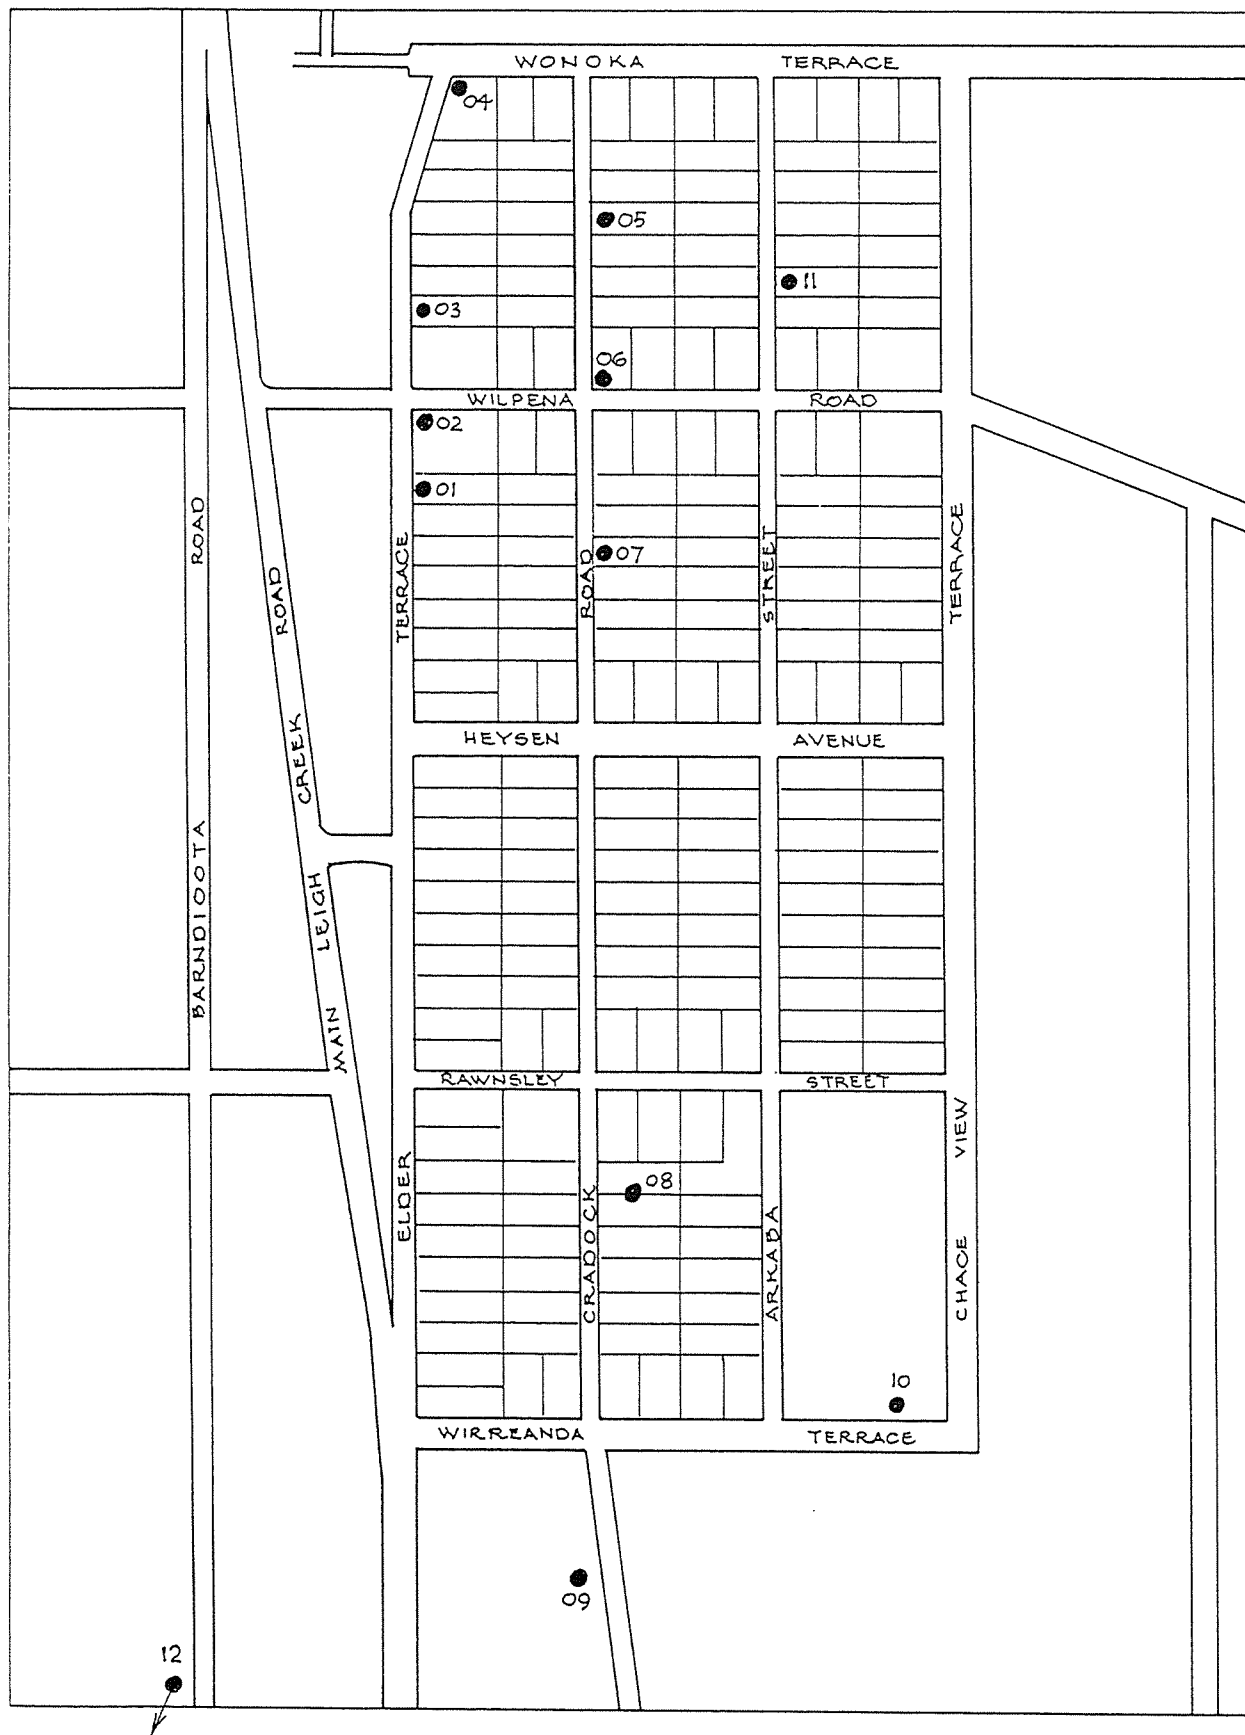 WONOKA TERRACE
04
05
11
03
06
WILPENA ROAD
02
01
07
ROAD
ROAD
TERRACE
ROAD
STREET
TERRACE
HEYSEN AVENUE
CREEK
BARNDIOOTA
LEIGH
MAIN
RAWNSLEY STREET
VIEW
ELDER
08
CRADOCK
ARKABA
CHACE
10
WIRREANDA TERRACE
09
12